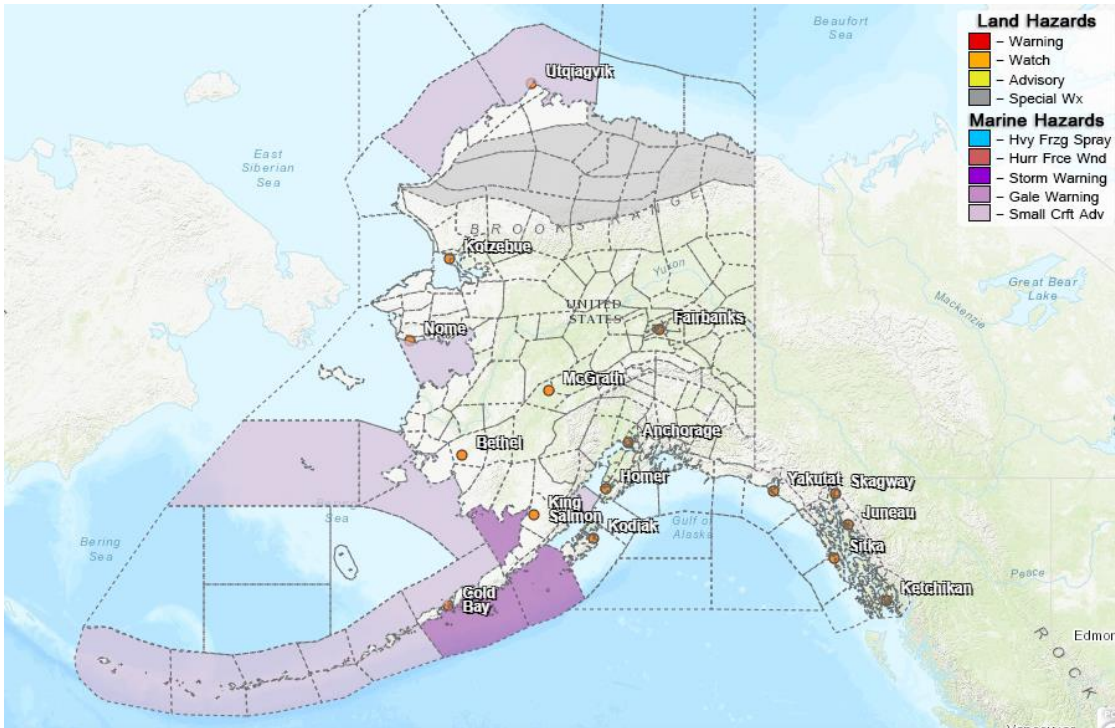 Beaufort
Sea
Land Hazards
– Warning
– Watch
– Advisory
– Special Wx
Marine Hazards
– Hvy Frzg Spray
– Hurr Frce Wnd
– Storm Warning
– Gale Warning
– Small Crft Adv
Utqiagvik
East
Siberian
Sea
BROOKS RANGE
Kotzebue
Yukon
Great Bear
Lake
Mackenzie
UNITED
STATES
Nome
Fairbanks
McGrath
Bethel
Anchorage
Homer
Yakutat
Skagway
King
Salmon
Kodiak
Gulf of
Alaska
Juneau
Sitka
Bering
Sea
Sea
Cold
Bay
Ketchikan
Peace
Edmon
ROCK